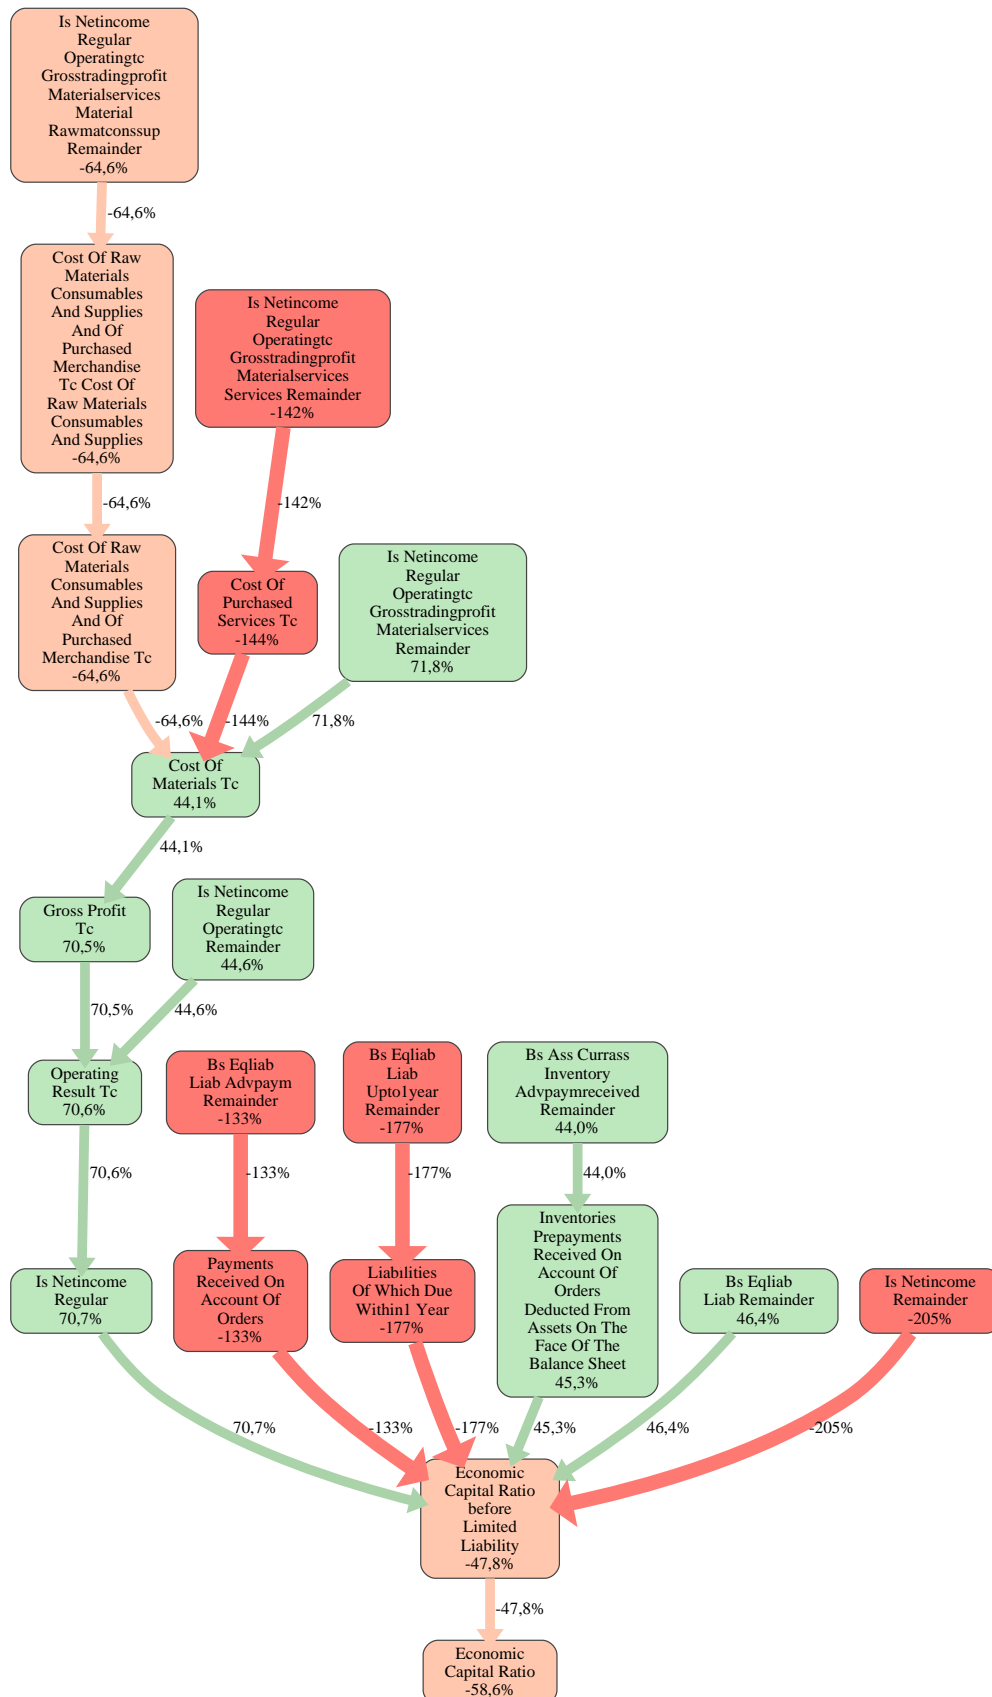 Is Netincome
Regular
Operatingtc
Grosstradingprofit
Materialservices
Material
Rawmatconssup
Remainder
-64,6%
-64,6%
Cost Of Raw
Materials
Consumables
And Supplies
And Of
Purchased
Merchandise
Tc Cost Of
Raw Materials
Consumables
And Supplies
-64,6%
Is Netincome
Regular
Operatingtc
Grosstradingprofit
Materialservices
Services Remainder
-142%
-64,6%
-142%
Cost Of Raw
Materials
Consumables
And Supplies
And Of
Purchased
Merchandise Tc
-64,6%
Cost Of
Purchased
Services Tc
-144%
Is Netincome
Regular
Operatingtc
Grosstradingprofit
Materialservices
Remainder
71,8%
-64,6%
-144%
71,8%
Cost Of
Materials Tc
44,1%
44,1%
Gross Profit
Tc
70,5%
Is Netincome
Regular
Operatingtc
Remainder
44,6%
70,5%
44,6%
Operating
Result Tc
70,6%
Bs Eqliab
Liab Advpaym
Remainder
-133%
Bs Eqliab
Liab
Upto1year
Remainder
-177%
Bs Ass Currass
Inventory
Advpaymreceived
Remainder
44,0%
70,6%
-133%
-177%
44,0%
Is Netincome
Regular
70,7%
Payments
Received On
Account Of
Orders
-133%
Liabilities
Of Which Due
Within1 Year
-177%
Inventories
Prepayments
Received On
Account Of
Orders
Deducted From
Assets On The
Face Of The
Balance Sheet
45,3%
Bs Eqliab
Liab Remainder
46,4%
Is Netincome
Remainder
-205%
70,7%
-133%
-177%
45,3%
46,4%
-205%
Economic
Capital Ratio
before
Limited
Liability
-47,8%
-47,8%
Economic
Capital Ratio
-58,6%